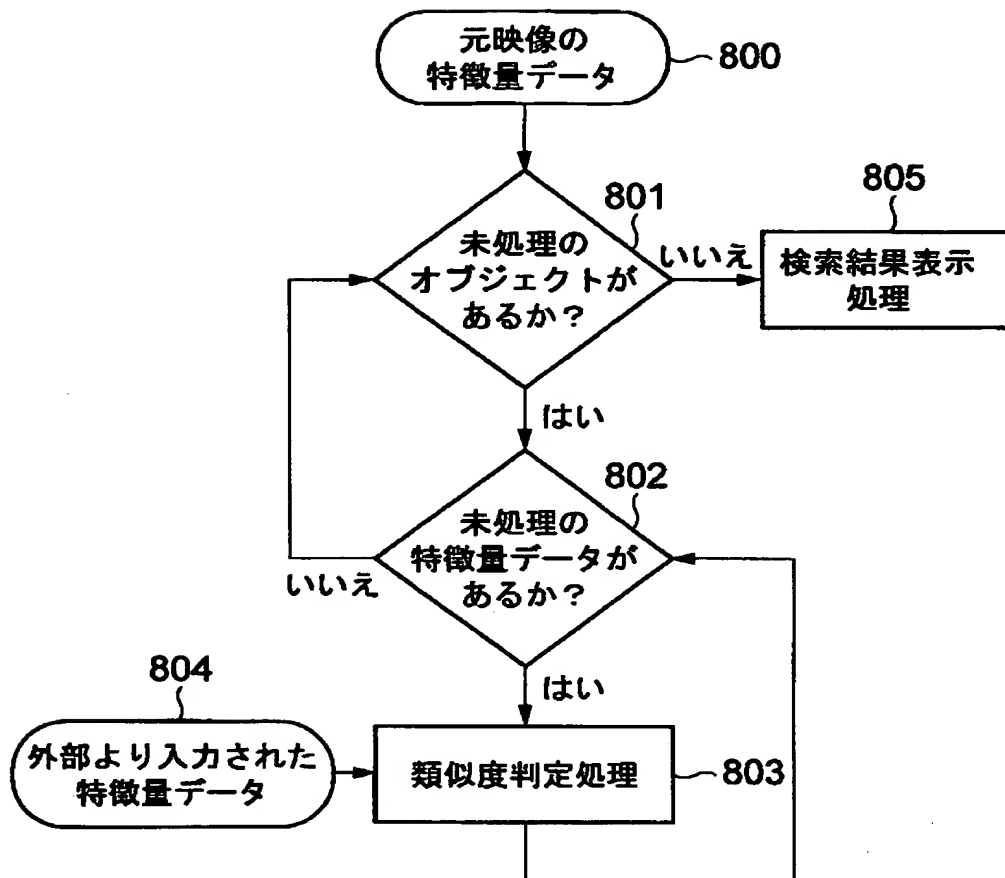 元映像の
特徴量データ
800
801
未処理の
オブジェクトが
あるか?
いいえ
805
検索結果表示
処理
はい
802
未処理の
特徴量データが
あるか?
いいえ
はい
804
外部より入力された
特徴量データ
類似度判定処理
803